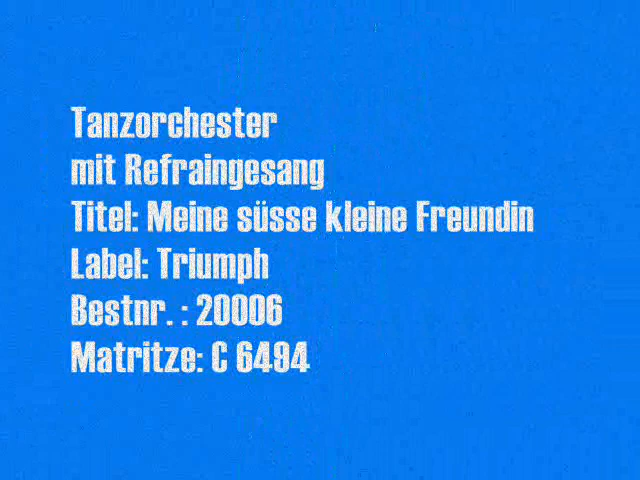 Tanzorchester
mit Refraingesang
Titel: Meine süsse kleine Freundin
Label: Triumph
Bestnr. : 20006
Matritze: C 6494